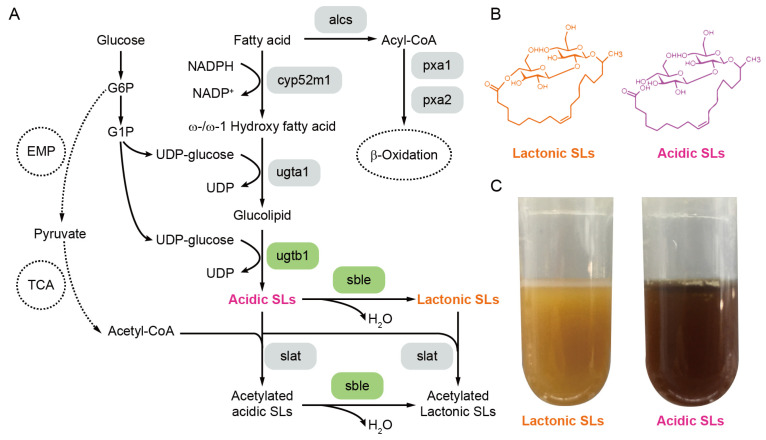 A
Glucose
G6P
G1P
EMP
Pyruvate
TCA
Acetyl-CoA
Fatty acid
alcs
Acyl-CoA
NADPH
NADP+
cyp52m1
pxa1
pxa2
β-Oxidation
ω-/ω-1 Hydroxy fatty acid
UDP-glucose
UDP
ugta1
Glucolipid
UDP-glucose
UDP
ugtb1
Acidic SLs
sble
H2O
Lactonic SLs
slat
slat
Acetylated
acidic SLs
sble
H2O
Acetylated
Lactonic SLs
B
Lactonic SLs
Acidic SLs
C
Lactonic SLs
Acidic SLs